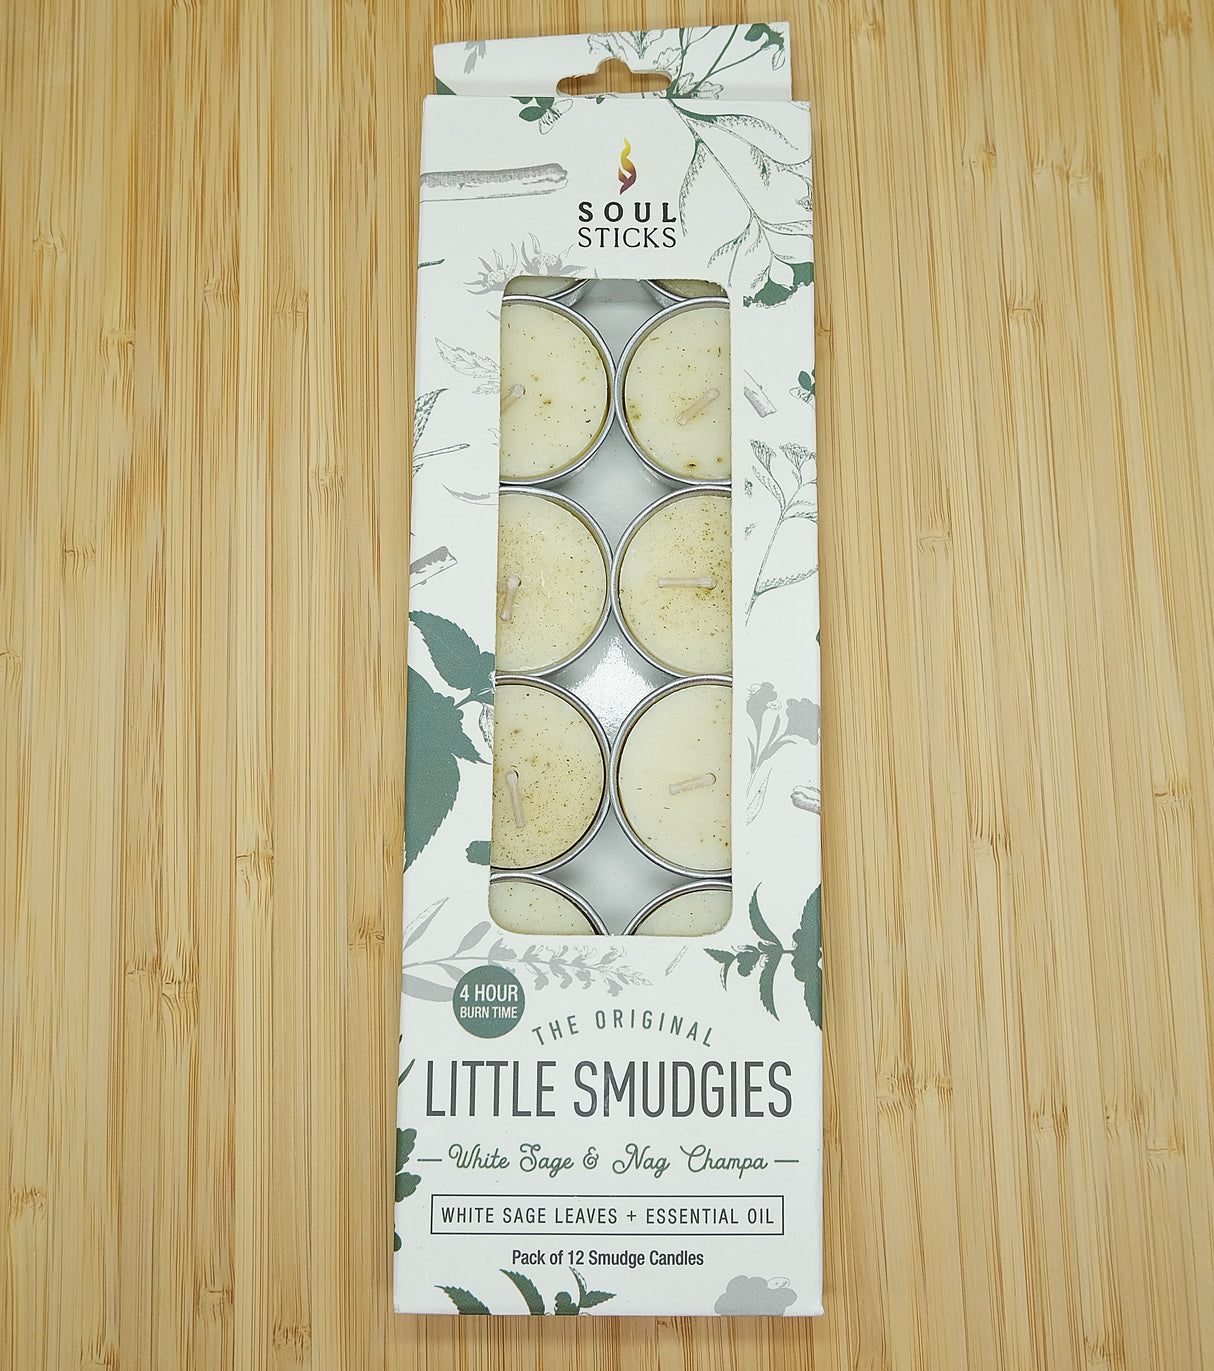 SOUL
STICKS
4 HOUR
BURN TIME
THE ORIGINAL
LITTLE SMUDGIES
White Sage & Nag Champa
WHITE SAGE LEAVES + ESSENTIAL OIL
Pack of 12 Smudge Candles